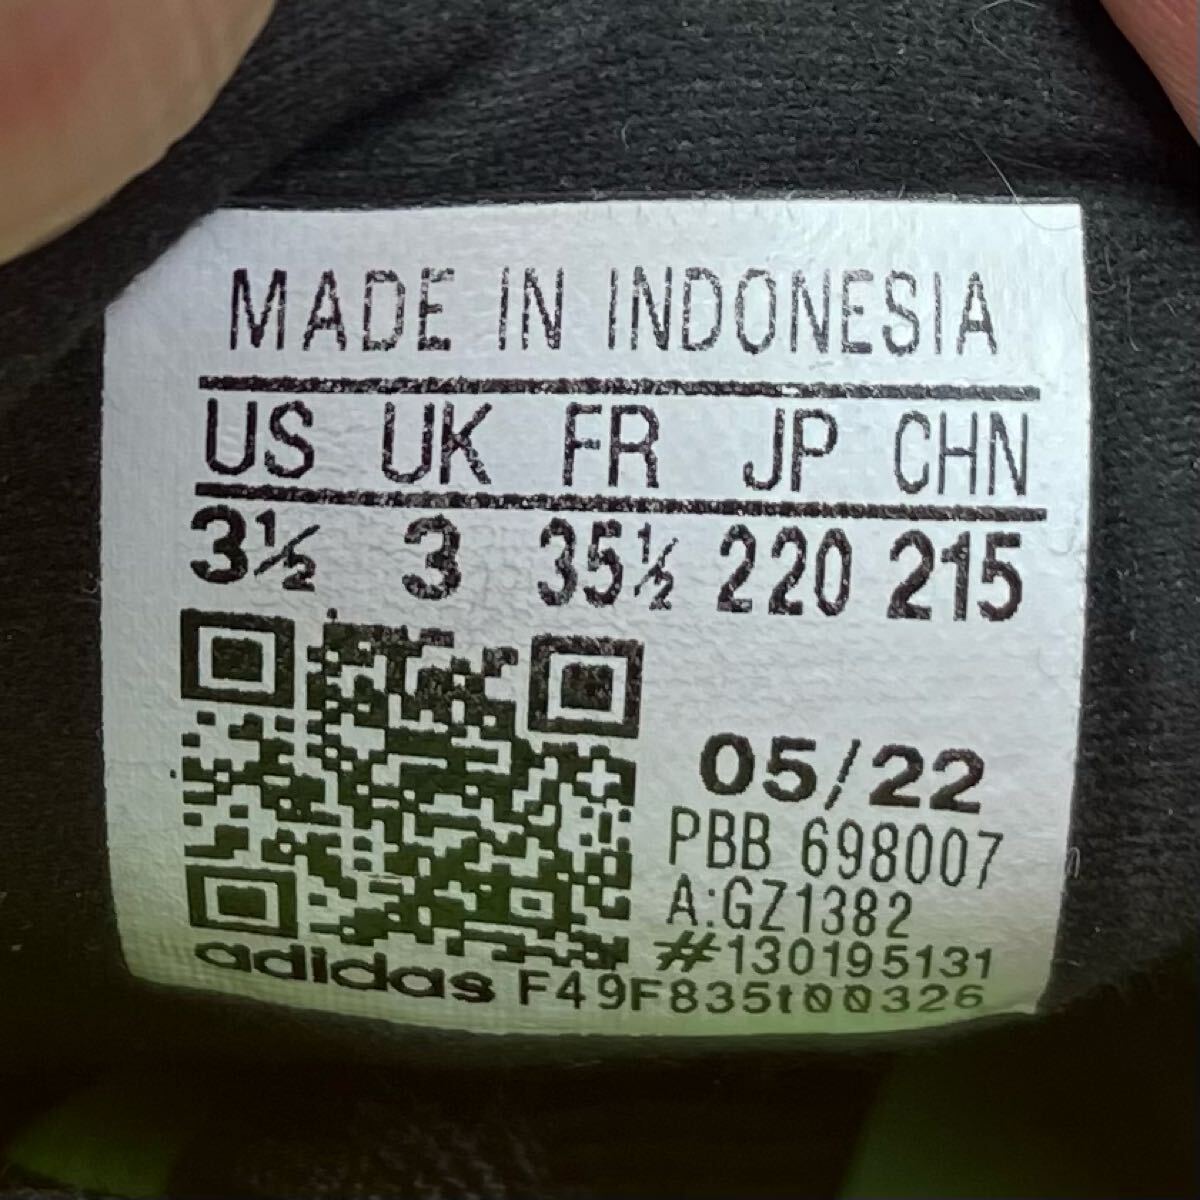 MADE IN INDONESIA
US UK FR JP CHN
3½ 3 35½ 220 215
05/22
PBB 698007
A:GZ1382
#130195131
adidas F49F835t00326